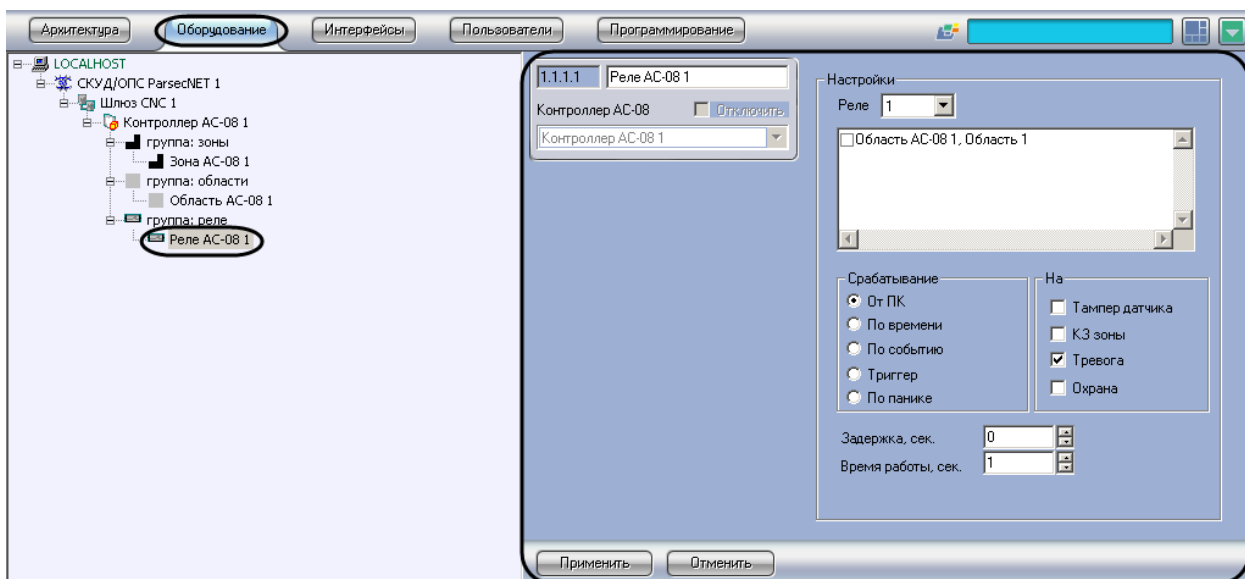 Архитектура Оборудование Интерфейсы Пользователи Программирование
LOCALHOST
СКУД/ОПС ParsecNET 1
Шлюз CNC 1
Контроллер AC-08 1
группа: зоны
Зона AC-08 1
группа: области
Область AC-08 1
группа: реле
Реле AC-08 1
1.1.1.1 Реле AC-08 1
Контроллер AC-08 Отключить
Контроллер AC-08 1
Настройки
Реле 1
Область AC-08 1, Область 1
Срабатывание
От ПК
По времени
По событию
Триггер
По панике
На
Тампер датчика
КЗ зоны
Тревога
Охрана
Задержка, сек. 0
Время работы, сек. 1
Применить Отменить